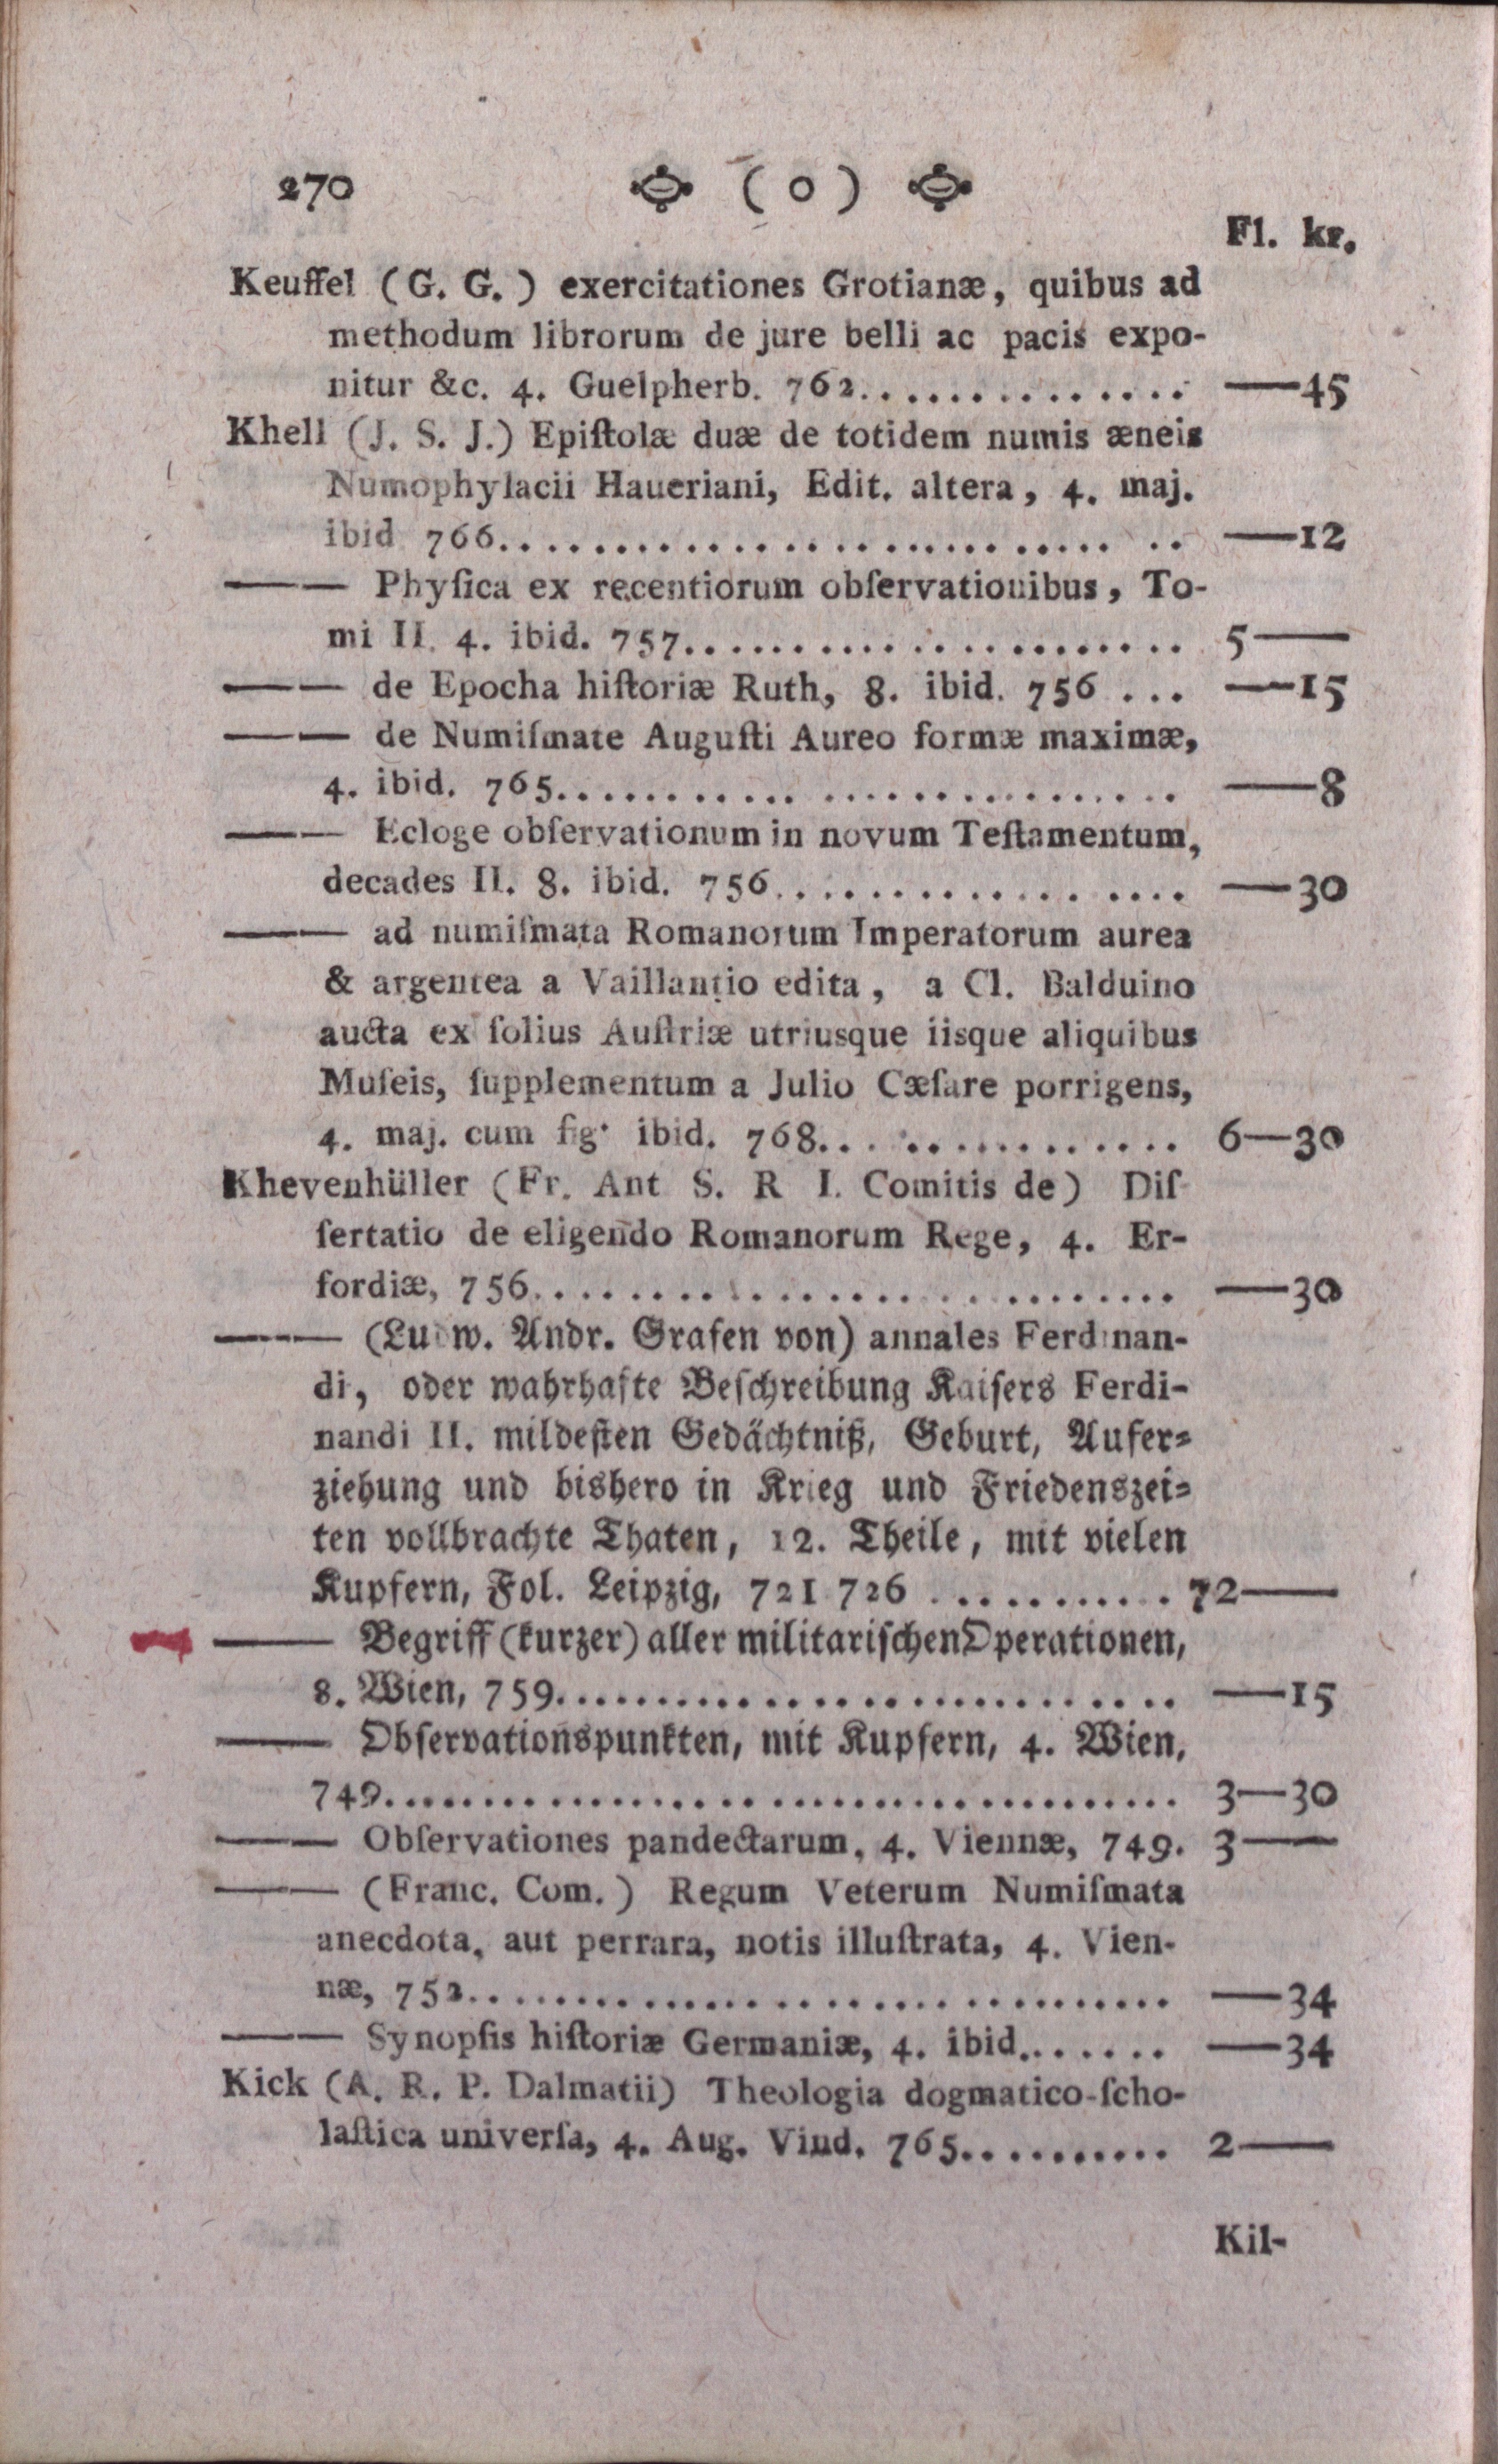 270 ( o )
Fl. kr.
Keuffel (G. G.) exercitationes Grotianæ, quibus ad
methodum librorum de jure belli ac pacis expo-
nitur &c. 4. Guelpherb. 762.............. —45
Khell (J. S. J.) Epiſtolæ duæ de totidem numis æneis
Numophylacii Haueriani, Edit. altera, 4. maj.
ibid 766............................ —12
—— Phyſica ex recentiorum obſervationibus, To-
mi II. 4. ibid. 757........................ 5—
—— de Epocha hiſtoriæ Ruth, 8. ibid. 756 ... —15
—— de Numiſmate Auguſti Aureo formæ maximæ,
4. ibid. 765............................ —8
—— Ecloge obſervationum in novum Teſtamentum,
decades II. 8. ibid. 756.................. —30
—— ad numiſmata Romanorum Imperatorum aurea
& argentea a Vaillantio edita, a Cl. Balduino
aucta ex ſolius Auſtriæ utriusque iisque aliquibus
Muſeis, ſupplementum a Julio Cæſare porrigens,
4. maj. cum fig. ibid. 768................ 6—30
Khevenhüller (Fr. Ant S. R I. Comitis de) Diſ-
ſertatio de eligendo Romanorum Rege, 4. Er-
fordiæ, 756............................ —30
—— (Ludw. Andr. Grafen von) annales Ferdinan-
di, oder wahrhafte Beſchreibung Kaiſers Ferdi-
nandi II. mildeſten Gedächtniß, Geburt, Aufer-
ziehung und bishero in Krieg und Friedenszei-
ten vollbrachte Thaten, 12. Theile, mit vielen
Kupfern, Fol. Leipzig, 721 726 .......... 72—
—— Begriff (kurzer) aller militariſchen Operationen,
8. Wien, 759............................ —15
—— Obſervationspunkten, mit Kupfern, 4. Wien,
749.................................... 3—30
—— Obſervationes pandectarum, 4. Viennæ, 749. 3—
—— (Franc. Com.) Regum Veterum Numiſmata
anecdota, aut perrara, notis illuſtrata, 4. Vien-
næ, 752................................ —34
—— Synopſis hiſtoriæ Germaniæ, 4. ibid....... —34
Kick (A. R. P. Dalmatii) Theologia dogmatico-ſcho-
laſtica univerſa, 4. Aug. Vind. 765.......... 2—
Kil-